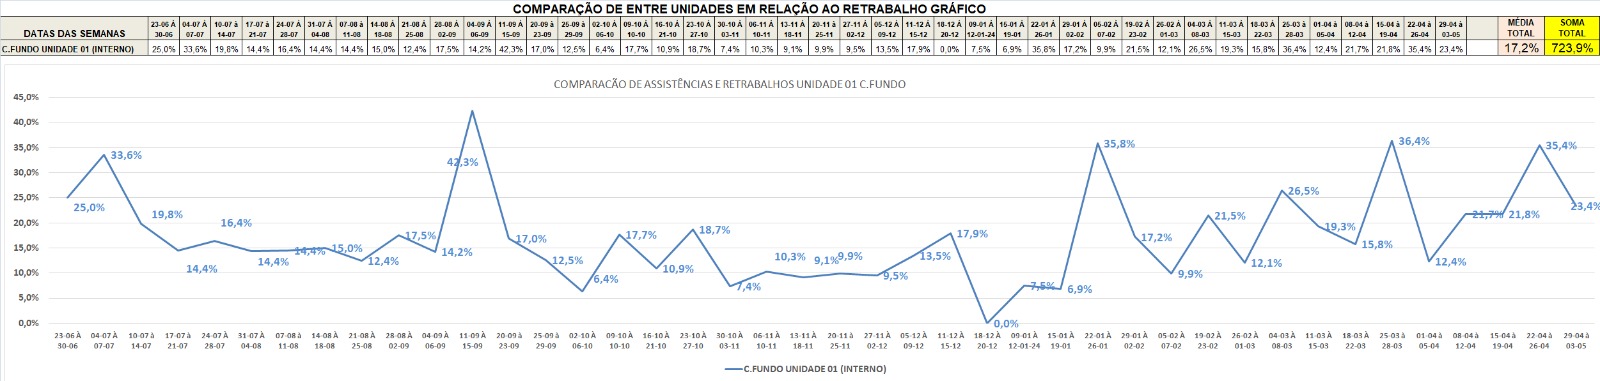 COMPARAÇÃO DE ENTRE UNIDADES EM RELAÇÃO AO RETRABALHO GRÁFICO
DATAS DAS SEMANAS 23-06 À 30-06 04-07 À 07-07 10-07 à 14-07 17-07 à 21-07 24-07 À 28-07 31-07 À 04-08 07-08 à 11-08 14-08 À 18-08 21-08 À 25-08 28-08 À 02-09 04-09 À 06-09 11-09 À 15-09 20-09 À 23-09 25-09 à 29-09 02-10 À 06-10 09-10 À 10-10 16-10 À 21-10 23-10 À 27-10 30-10 À 03-11 06-11 À 10-11 13-11 À 18-11 20-11 à 25-11 27-11 À 02-12 05-12 À 09-12 11-12 À 15-12 18-12 À 20-12 09-01 À 12-01-24 15-01 À 19-01 22-01 À 26-01 29-01 À 02-02 05-02 À 07-02 19-02 À 23-02 26-02 À 01-03 04-03 À 08-03 11-03 À 15-03 18-03 À 22-03 25-03 à 28-03 01-04 à 05-04 08-04 à 12-04 15-04 à 19-04 22-04 à 26-04 29-04 à 03-05 MÉDIA TOTAL SOMA TOTAL
C.FUNDO UNIDADE 01 (INTERNO) 25,0% 33,6% 19,8% 14,4% 16,4% 14,4% 14,4% 15,0% 12,4% 17,5% 14,2% 42,3% 17,0% 12,5% 6,4% 17,7% 10,9% 18,7% 7,4% 10,3% 9,1% 9,9% 9,5% 13,5% 17,9% 0,0% 7,5% 6,9% 35,8% 17,2% 9,9% 21,5% 12,1% 26,5% 19,3% 15,8% 36,4% 12,4% 21,7% 21,8% 35,4% 23,4% 17,2% 723,9%
COMPARAÇÃO DE ASSISTÊNCIAS E RETRABALHOS UNIDADE 01 C.FUNDO
45,0%
40,0%
35,0%
30,0%
25,0%
20,0%
15,0%
10,0%
5,0%
0,0%
25,0% 33,6% 19,8% 14,4% 16,4% 14,4% 14,4% 15,0% 12,4% 17,5% 14,2% 42,3% 17,0% 12,5% 6,4% 17,7% 10,9% 18,7% 7,4% 10,3% 9,1% 9,9% 9,5% 13,5% 17,9% 0,0% 7,5% 6,9% 35,8% 17,2% 9,9% 21,5% 12,1% 26,5% 19,3% 15,8% 36,4% 12,4% 21,7% 21,8% 35,4% 23,4%
23-06 À 04-07 À 10-07 à 17-07 à 24-07 À 31-07 À 07-08 à 14-08 À 21-08 À 28-08 À 04-09 À 11-09 À 20-09 À 25-09 à 02-10 À 09-10 À 16-10 À 23-10 À 30-10 À 06-11 À 13-11 À 20-11 à 27-11 À 05-12 À 11-12 À 18-12 À 09-01 À 15-01 À 22-01 À 29-01 À 05-02 À 19-02 À 26-02 À 04-03 À 11-03 À 18-03 À 25-03 à 01-04 à 08-04 à 15-04 à 22-04 à 29-04 à
30-06 07-07 14-07 21-07 28-07 04-08 11-08 18-08 25-08 02-09 06-09 15-09 23-09 29-09 06-10 10-10 21-10 27-10 03-11 10-11 18-11 25-11 02-12 09-12 15-12 20-12 12-01-24 19-01 26-01 02-02 07-02 23-02 01-03 08-03 15-03 22-03 28-03 05-04 12-04 19-04 26-04 03-05
C.FUNDO UNIDADE 01 (INTERNO)